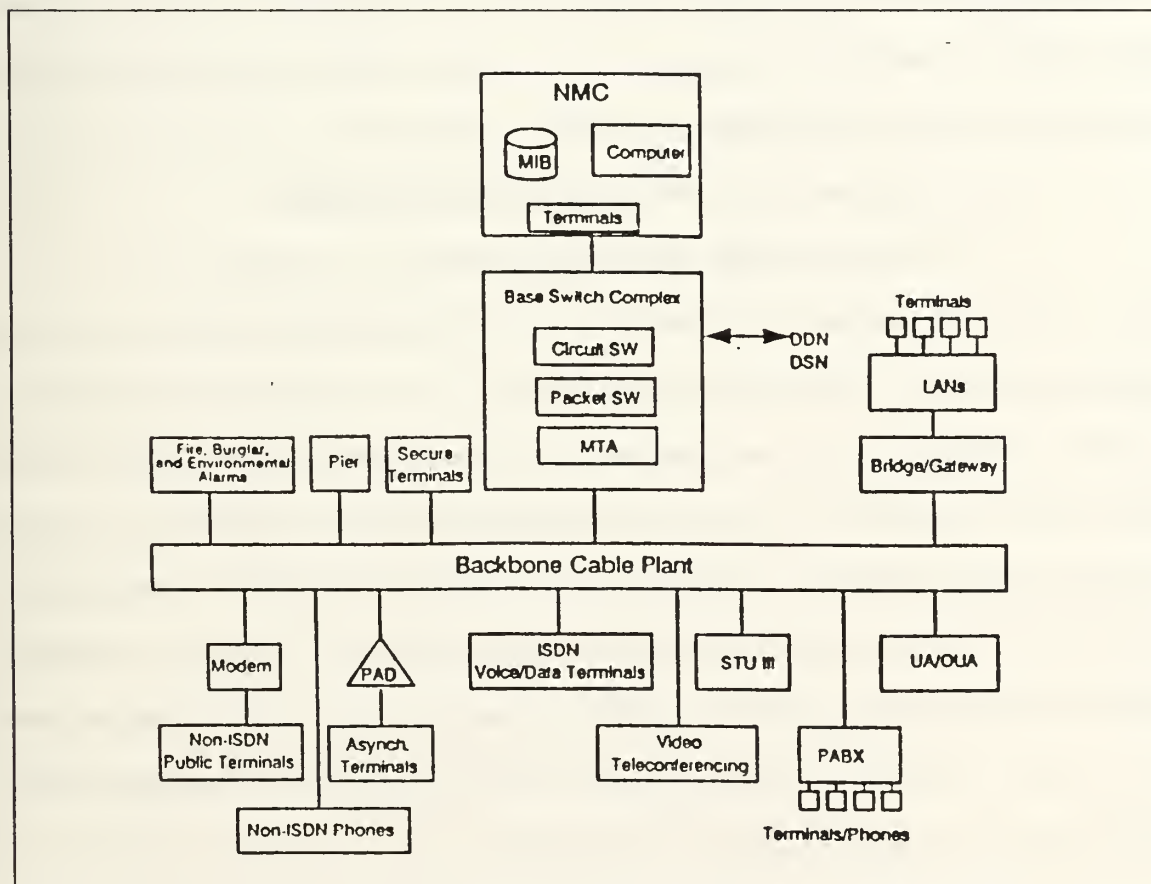 NMC
MIB
Computer
Terminals
Base Switch Complex
Circuit SW
Packet SW
MTA
DDN
DSN
Terminals
LANs
Bridge/Gateway
Fire, Burglar,
and Environmental
Alarms
Pier
Secure
Terminals
Backbone Cable Plant
Modem
Non-ISDN
Public Terminals
Non-ISDN Phones
PAD
Asynch.
Terminals
ISDN
Voice/Data Terminals
Video
Teleconferencing
STU III
PABX
Terminals/Phones
UA/OUA